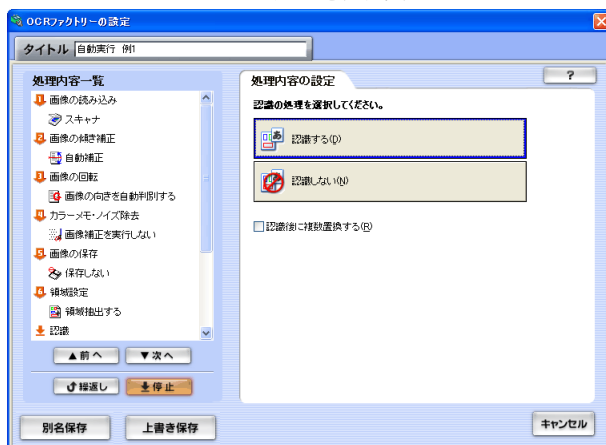 OCRファクトリーの設定
タイトル 自動実行 例1
処理内容一覧
1. 画像の読み込み
スキャナ
2. 画像の傾き補正
自動補正
3. 画像の回転
画像の向きを自動判別する
4. カラーメモ・ノイズ除去
画像補正を実行しない
5. 画像の保存
保存しない
6. 領域設定
領域抽出する
認識
▲前へ ▼次へ
繰返し 停止
別名保存 上書き保存
処理内容の設定
?
認識の処理を選択してください。
認識する(O)
認識しない(N)
認識後に複数置換する(R)
キャンセル